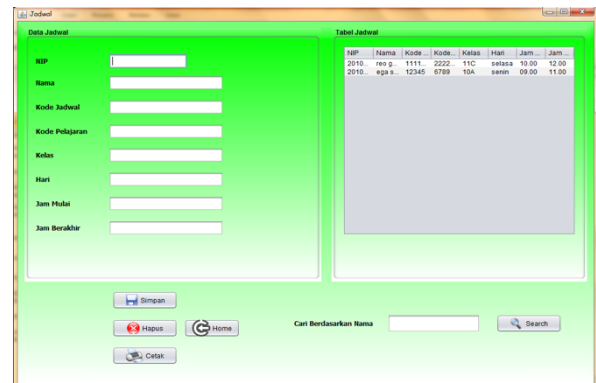 Jadwal
Data Jadwal
NIP
Nama
Kode Jadwal
Kode Pelajaran
Kelas
Hari
Jam Mulai
Jam Berakhir
Tabel Jadwal
NIP Nama Kode ... Kode... Kelas Hari Jam ... Jam ...
2010... reo g... 1111... 2222... 11C selasa 10.00 12.00
2010... ega s... 12345 6789 10A senin 09.00 11.00
Simpan
Hapus
Home
Cetak
Cari Berdasarkan Nama
Search